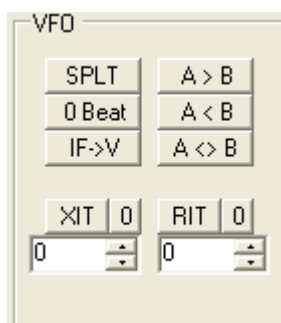 VFO
SPLT A > B
0 Beat A < B
IF->V A <> B
XIT 0 RIT 0
0 0